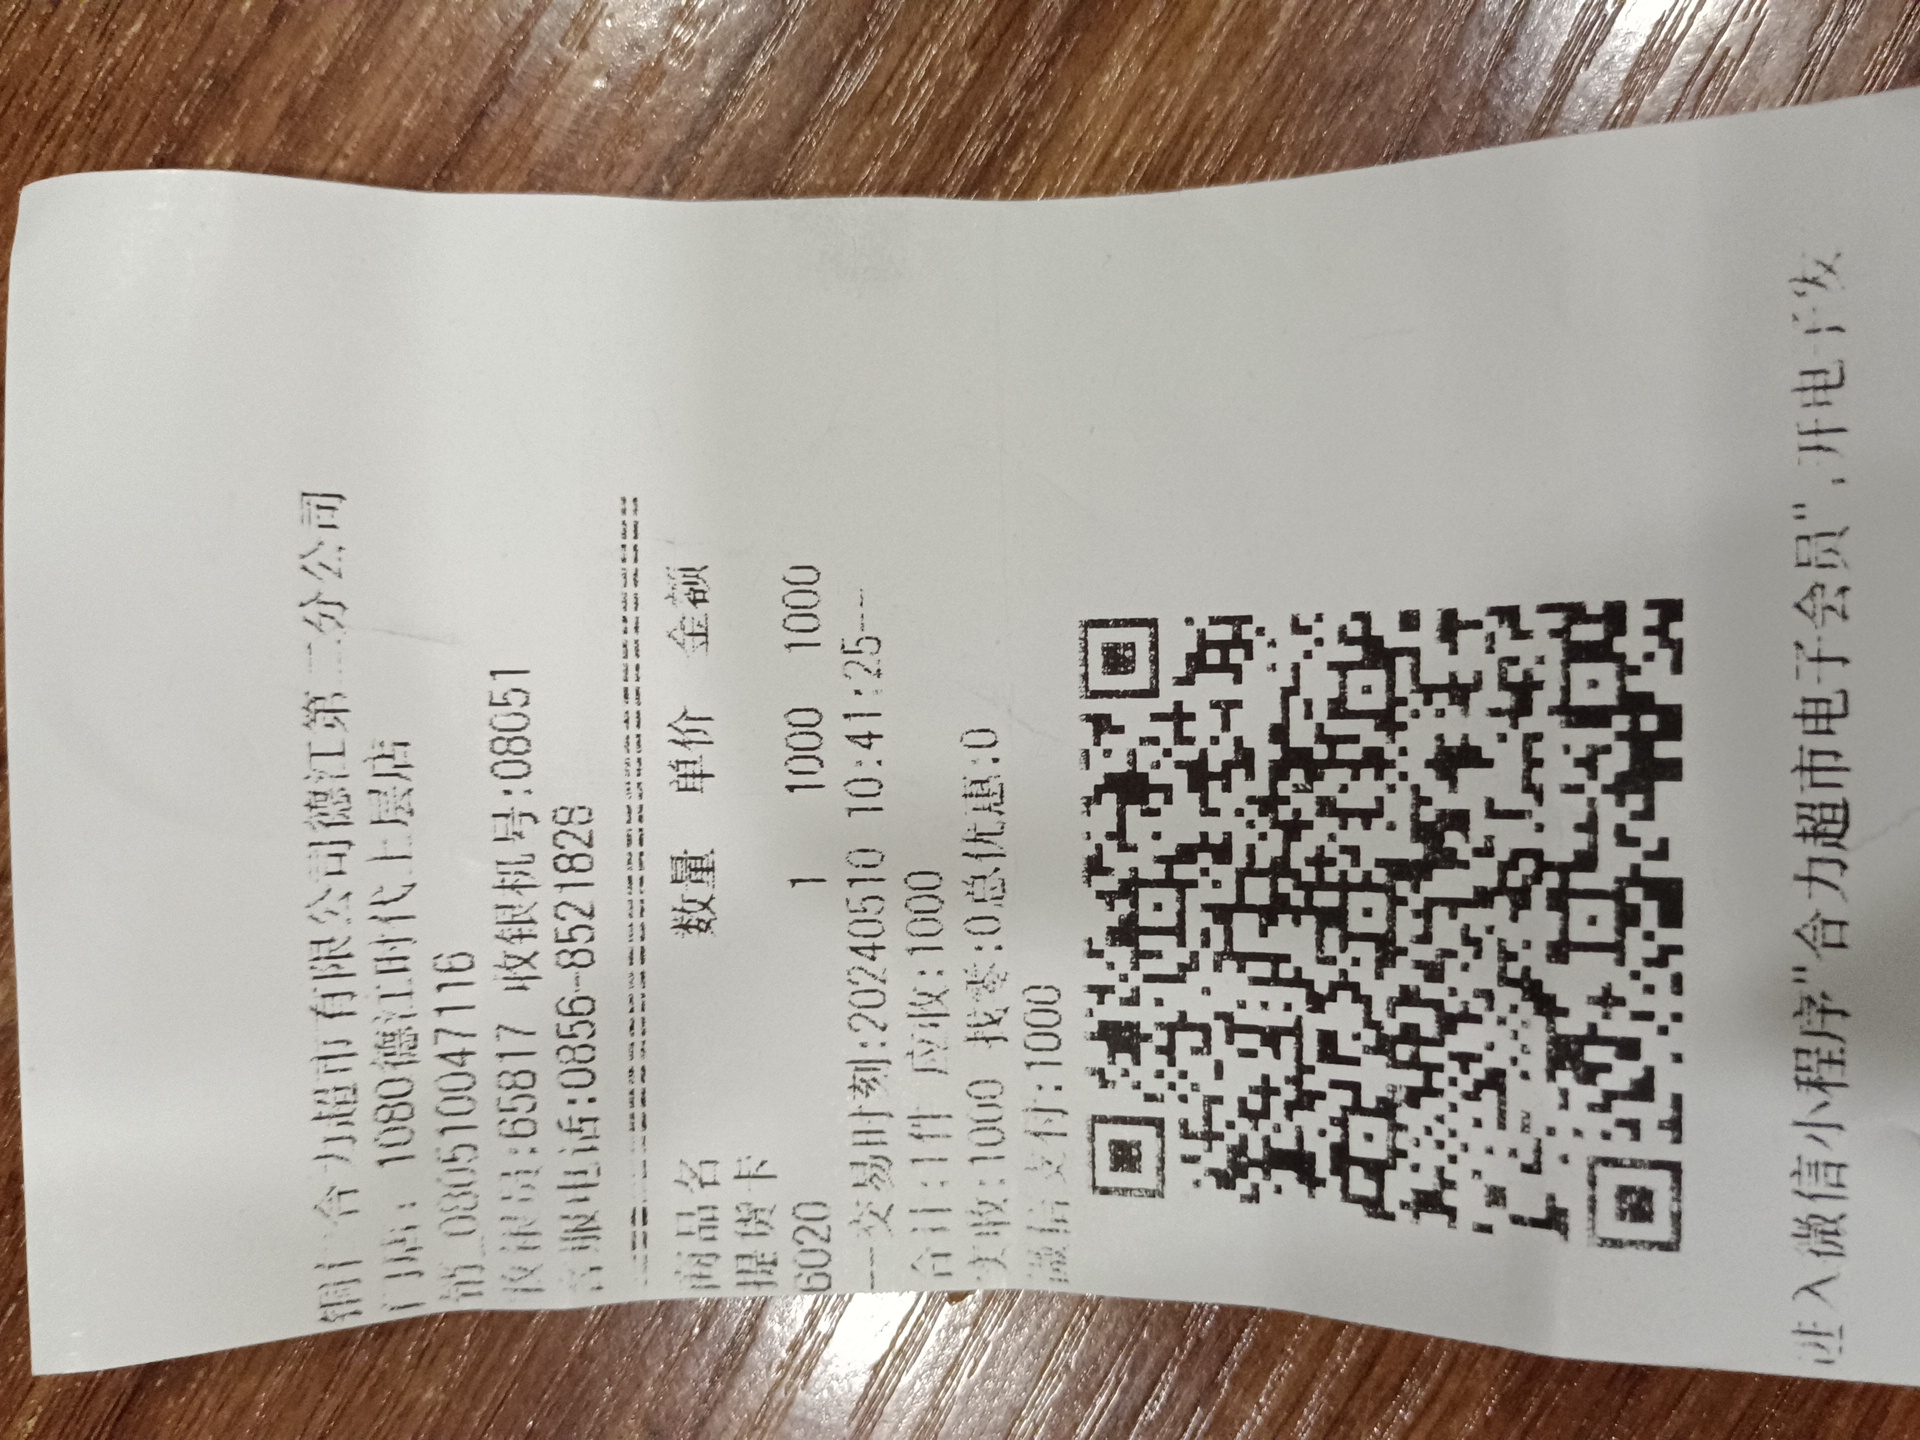 铜仁合力超市有限公司德江第二分公司
门店: 1080德江时代上层店
销_080510047116
收银员:65817 收银机号:08051
客服电话:0856-8521828
商品名 数量 单价 金额
提货卡
6020 1 1000 1000
---交易时刻:20240510 10:41:25---
合计:1件 应收:1000
实收:1000 找零:0总优惠:0
微信支付:1000
进入微信小程序"合力超市电子会员",开电子发